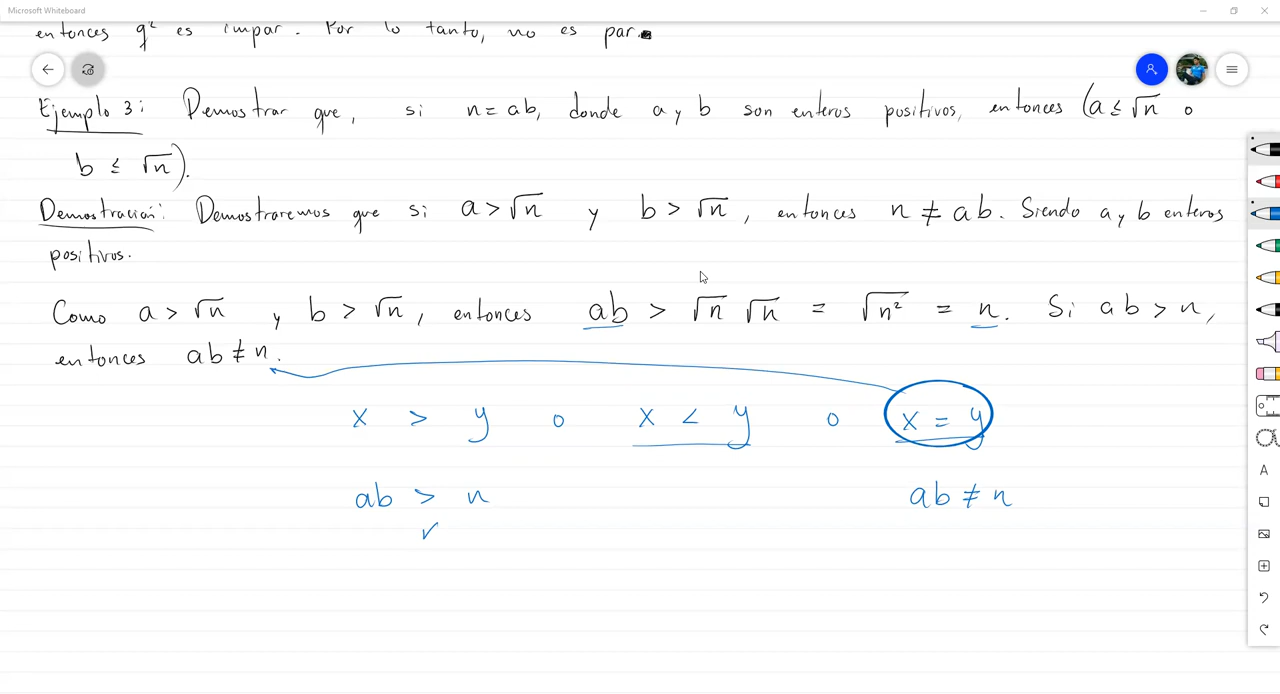 Microsoft Whiteboard
entonces q² es impar. Por lo tanto, no es par.
Ejemplo 3: Demostrar que, si n = ab, donde a y b son enteros positivos, entonces (a ≤ √n o
b ≤ √n).
Demostración: Demostraremos que si a > √n y b > √n, entonces n ≠ ab. Siendo a y b enteros
positivos.
Como a > √n y b > √n, entonces ab > √n √n = √n² = n. Si ab > n,
entonces ab ≠ n.
x > y o x < y o x = y
ab > n ab ≠ n
✓
A